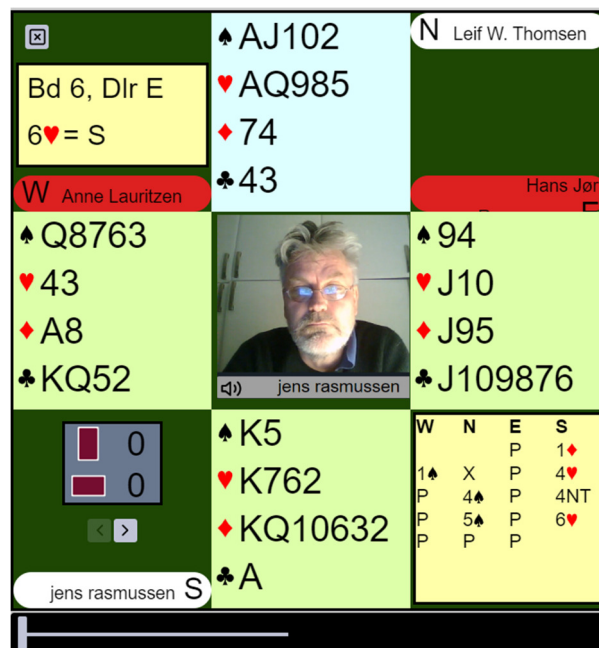 Bd 6, Dlr E
6♥= S
♠AJ102
♥AQ985
♦74
♣43
N Leif W. Thomsen
W Anne Lauritzen
Hans Jør
♠Q8763
♥43
♦A8
♣KQ52
jens rasmussen
♠94
♥J10
♦J95
♣J109876
0
0
< >
jens rasmussen S
♠K5
♥K762
♦KQ10632
♣A
W N E S
P 1♦
1♠ X P 4♥
P 4♠ P 4NT
P 5♠ P 6♥
P P P